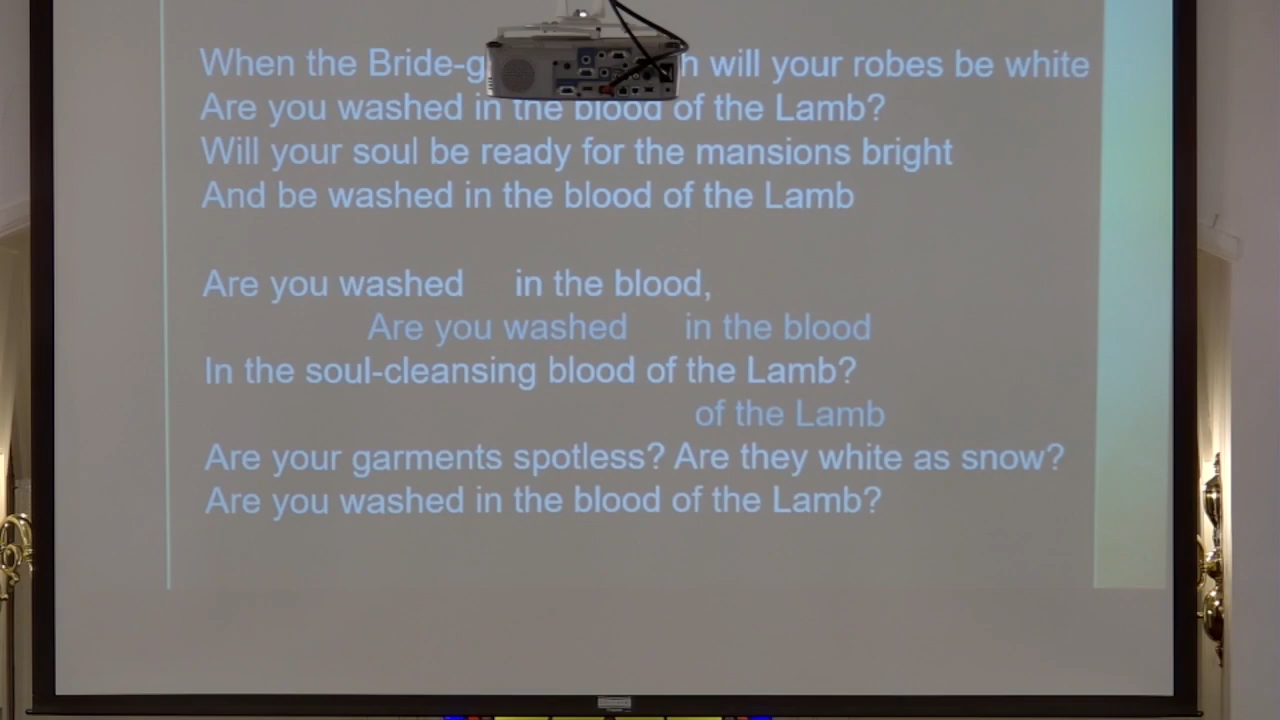 When the Bride-g h will your robes be white
Are you washed in the blood of the Lamb?
Will your soul be ready for the mansions bright
And be washed in the blood of the Lamb
Are you washed in the blood,
Are you washed in the blood
In the soul-cleansing blood of the Lamb?
of the Lamb
Are your garments spotless? Are they white as snow?
Are you washed in the blood of the Lamb?